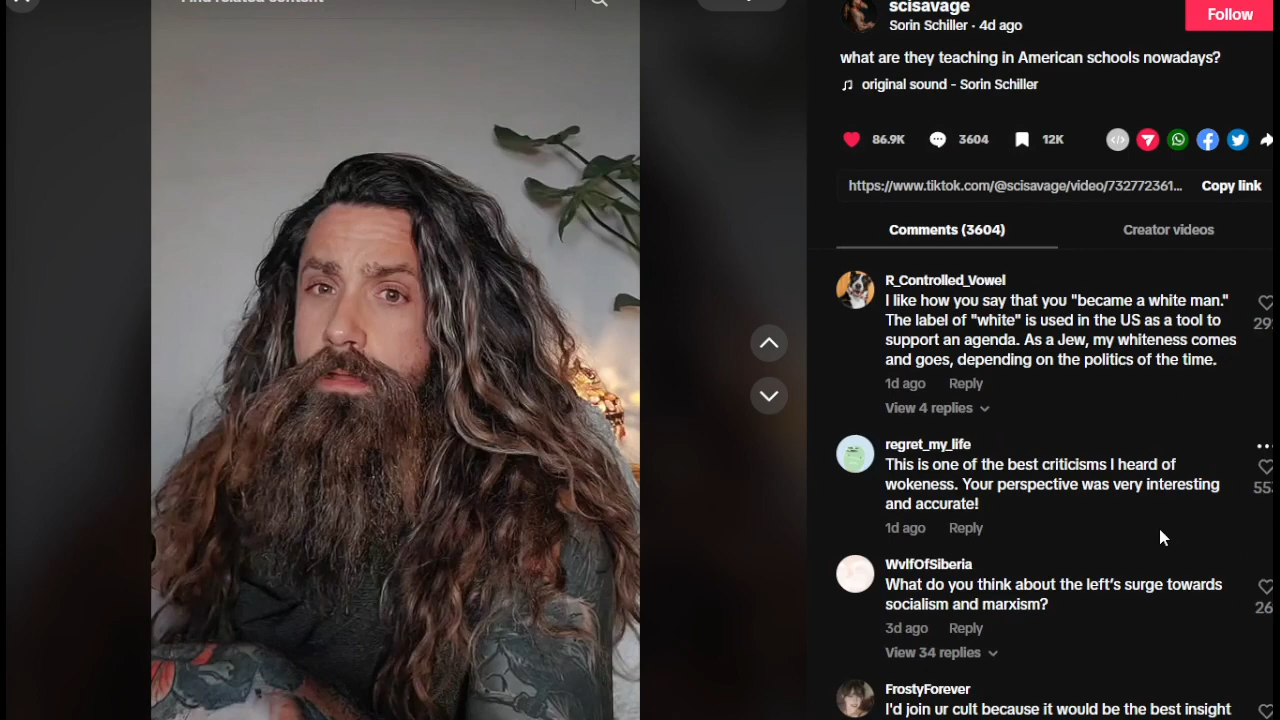 Find related content
scisavage
Sorin Schiller · 4d ago
Follow
what are they teaching in American schools nowadays?
original sound - Sorin Schiller
86.9K
3604
12K
https://www.tiktok.com/@scisavage/video/732772361...
Copy link
Comments (3604)
Creator videos
R_Controlled_Vowel
I like how you say that you "became a white man."
The label of "white" is used in the US as a tool to
support an agenda. As a Jew, my whiteness comes
and goes, depending on the politics of the time.
1d ago
Reply
View 4 replies
regret_my_life
This is one of the best criticisms I heard of
wokeness. Your perspective was very interesting
and accurate!
1d ago
Reply
WvlfOfSiberia
What do you think about the left's surge towards
socialism and marxism?
3d ago
Reply
View 34 replies
FrostyForever
I'd join ur cult because it would be the best insight